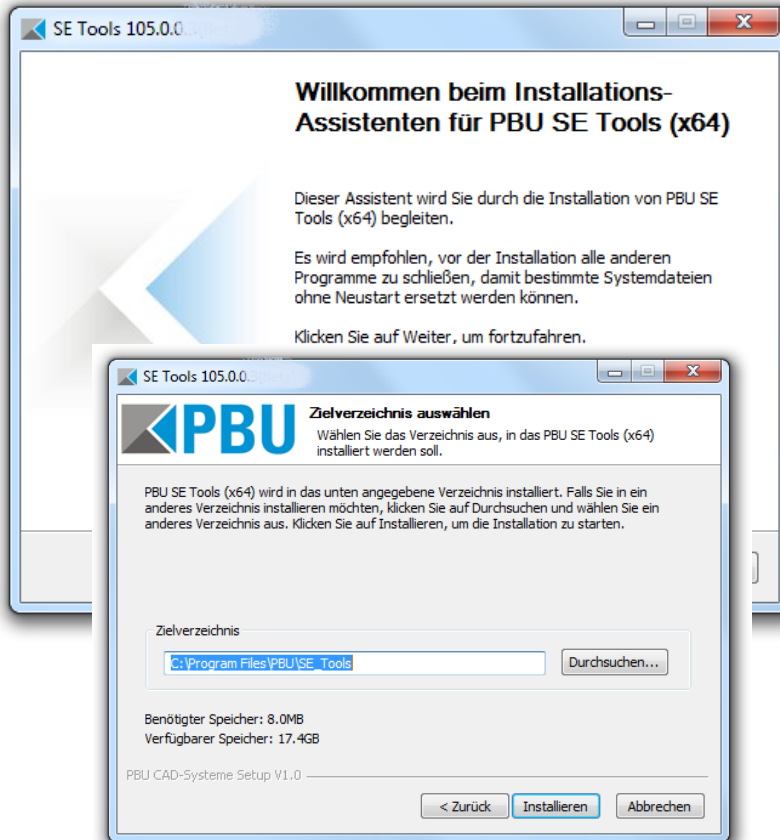 SE Tools 105.0.0.
Willkommen beim Installations-
Assistenten für PBU SE Tools (x64)
Dieser Assistent wird Sie durch die Installation von PBU SE
Tools (x64) begleiten.
Es wird empfohlen, vor der Installation alle anderen
Programme zu schließen, damit bestimmte Systemdateien
ohne Neustart ersetzt werden können.
Klicken Sie auf Weiter, um fortzufahren.
SE Tools 105.0.0.
PBU
Zielverzeichnis auswählen
Wählen Sie das Verzeichnis aus, in das PBU SE Tools (x64)
installiert werden soll.
PBU SE Tools (x64) wird in das unten angegebene Verzeichnis installiert. Falls Sie in ein
anderes Verzeichnis installieren möchten, klicken Sie auf Durchsuchen und wählen Sie ein
anderes Verzeichnis aus. Klicken Sie auf Installieren, um die Installation zu starten.
Zielverzeichnis
C:\Program Files\PBU\SE_Tools
Durchsuchen...
Benötigter Speicher: 8.0MB
Verfügbarer Speicher: 17.4GB
PBU CAD-Systeme Setup V1.0
< Zurück
Installieren
Abbrechen